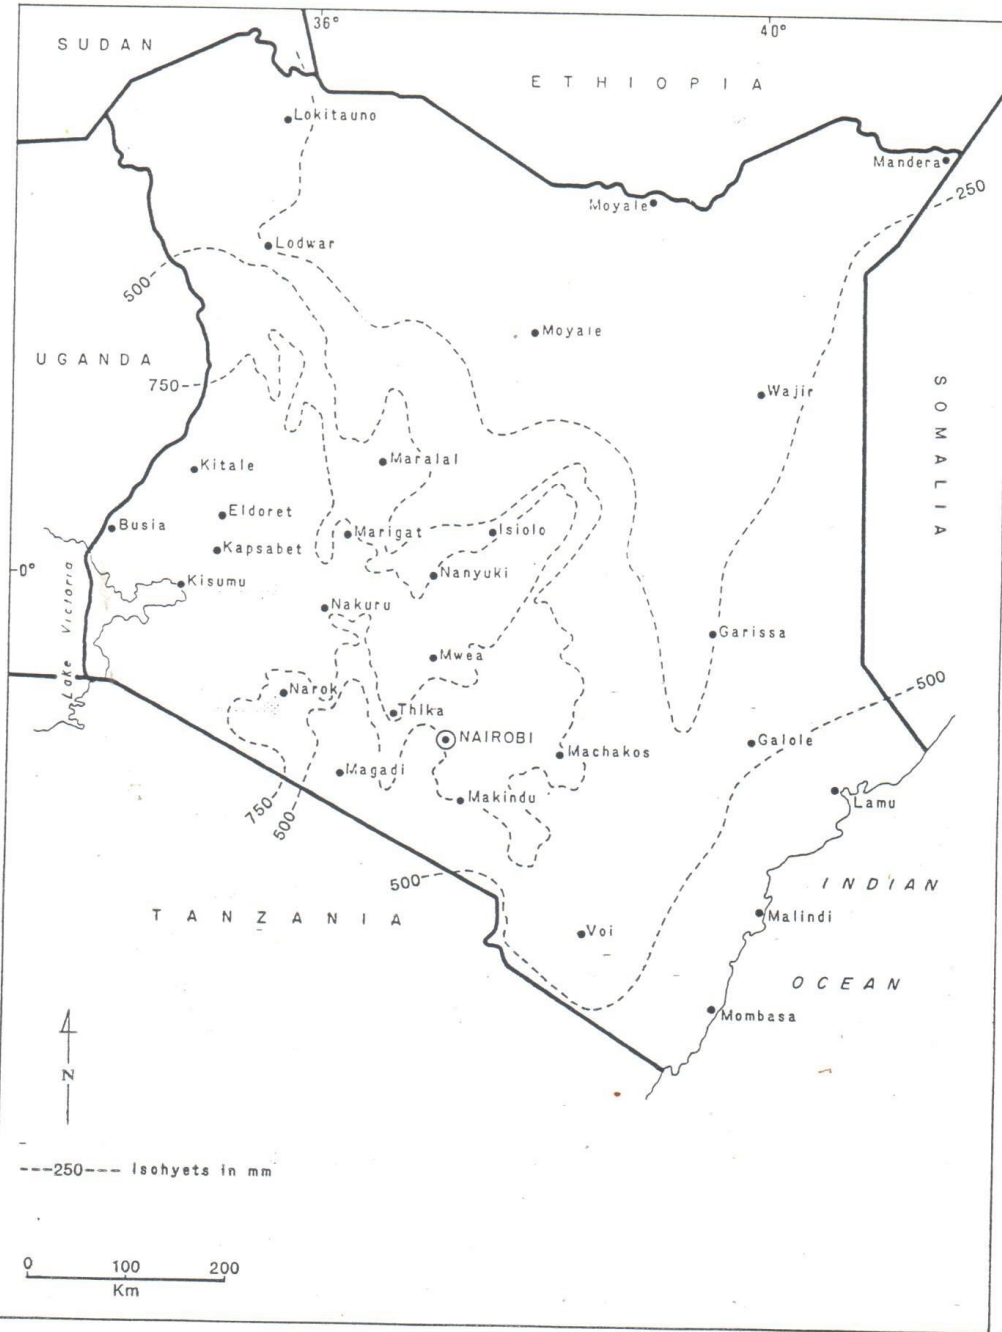 36°
40°
SUDAN
ETHIOPIA
Lokitauno
Mandera
250
Moyale
Lodwar
500
Moyale
UGANDA
750
SOMALIA
Wajir
Kitale
Maralal
Eldoret
Busia
Marigat
Isiolo
Kapsabet
0°
Kisumu
Nanyuki
Lake Victoria
Nakuru
Garissa
Mwea
500
Narok
Thika
NAIROBI
Galole
Machakos
Magadi
750
500
Makindu
Lamu
500
INDIAN
TANZANIA
Malindi
Voi
OCEAN
Mombasa
N
250 Isohyets in mm
0 100 200
Km